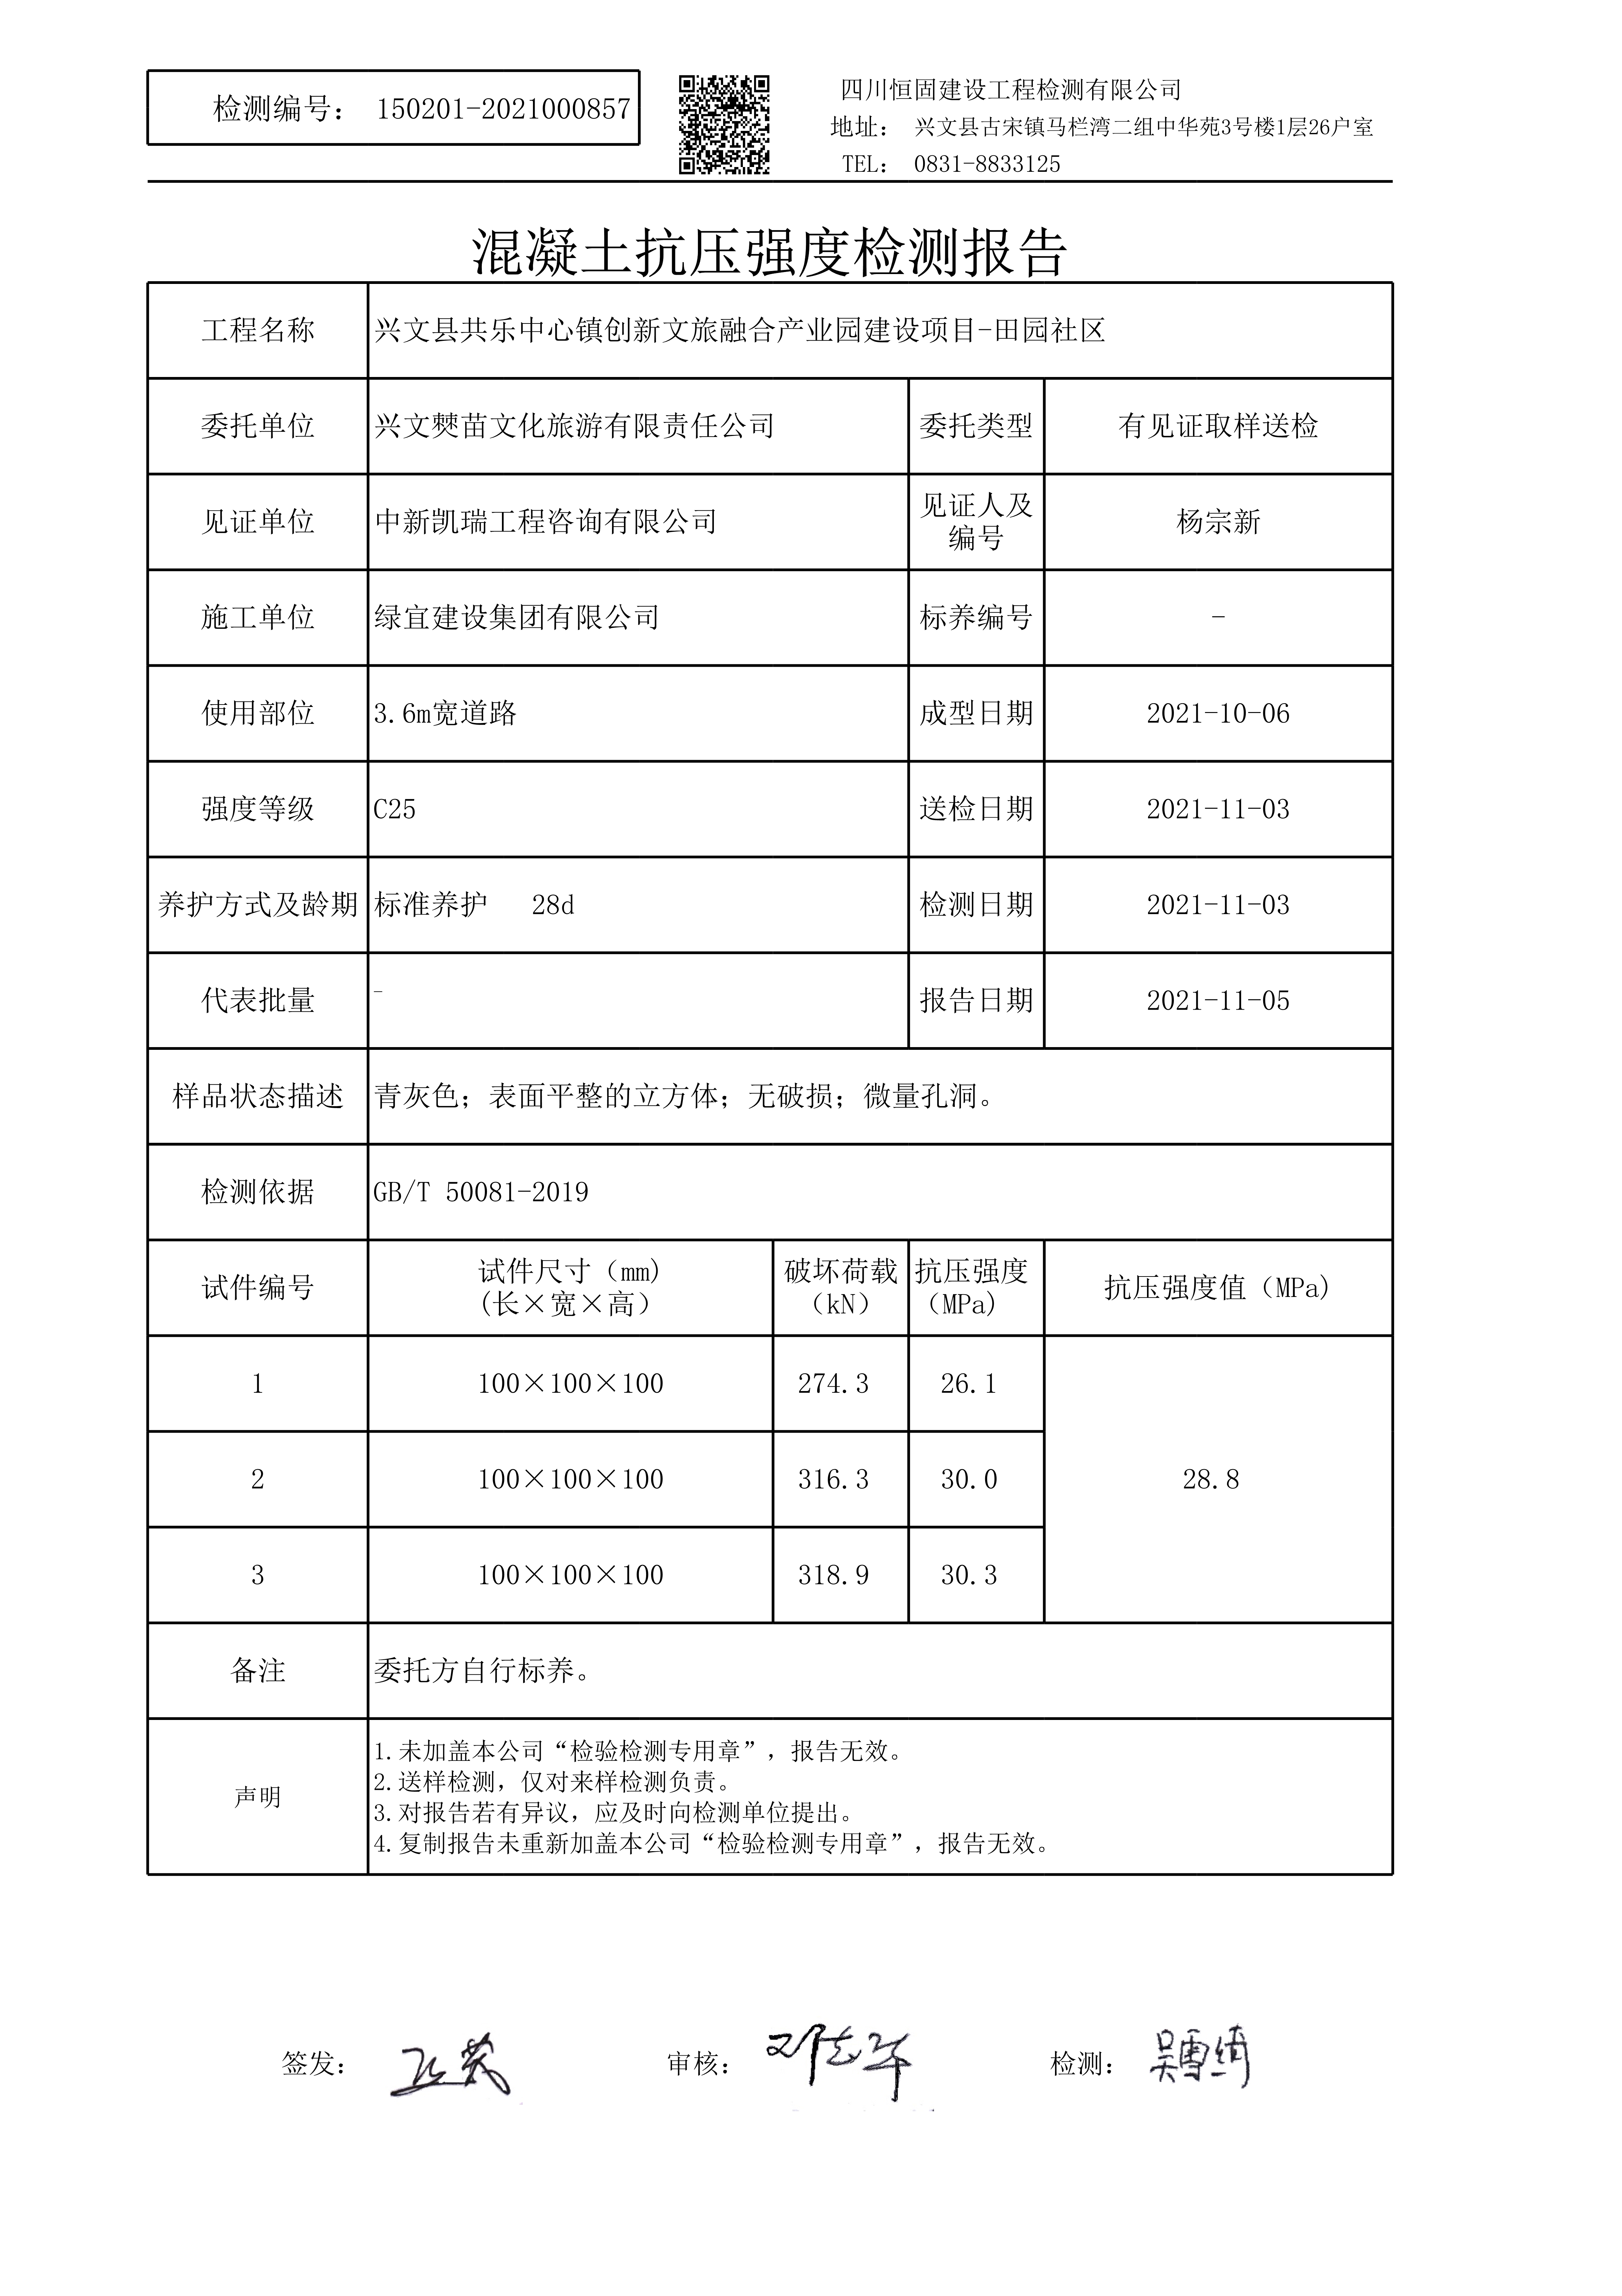 检测编号： 150201-2021000857
四川恒固建设工程检测有限公司
地址： 兴文县古宋镇马栏湾二组中华苑3号楼1层26户室
TEL： 0831-8833125
混凝土抗压强度检测报告
工程名称 兴文县共乐中心镇创新文旅融合产业园建设项目-田园社区
委托单位 兴文僰苗文化旅游有限责任公司 委托类型 有见证取样送检
见证单位 中新凯瑞工程咨询有限公司 见证人及编号 杨宗新
施工单位 绿宜建设集团有限公司 标养编号 -
使用部位 3.6m宽道路 成型日期 2021-10-06
强度等级 C25 送检日期 2021-11-03
养护方式及龄期 标准养护 28d 检测日期 2021-11-03
代表批量 - 报告日期 2021-11-05
样品状态描述 青灰色；表面平整的立方体；无破损；微量孔洞。
检测依据 GB/T 50081-2019
试件编号 试件尺寸（mm）(长×宽×高） 破坏荷载（kN） 抗压强度（MPa） 抗压强度值（MPa）
1 100×100×100 274.3 26.1
2 100×100×100 316.3 30.0 28.8
3 100×100×100 318.9 30.3
备注 委托方自行标养。
声明
1.未加盖本公司“检验检测专用章”，报告无效。
2.送样检测，仅对来样检测负责。
3.对报告若有异议，应及时向检测单位提出。
4.复制报告未重新加盖本公司“检验检测专用章”，报告无效。
签发： 审核： 检测： 吴雪绮